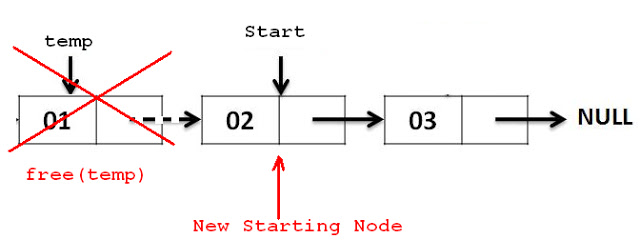 temp
Start
01
02
03
NULL
free(temp)
New Starting Node